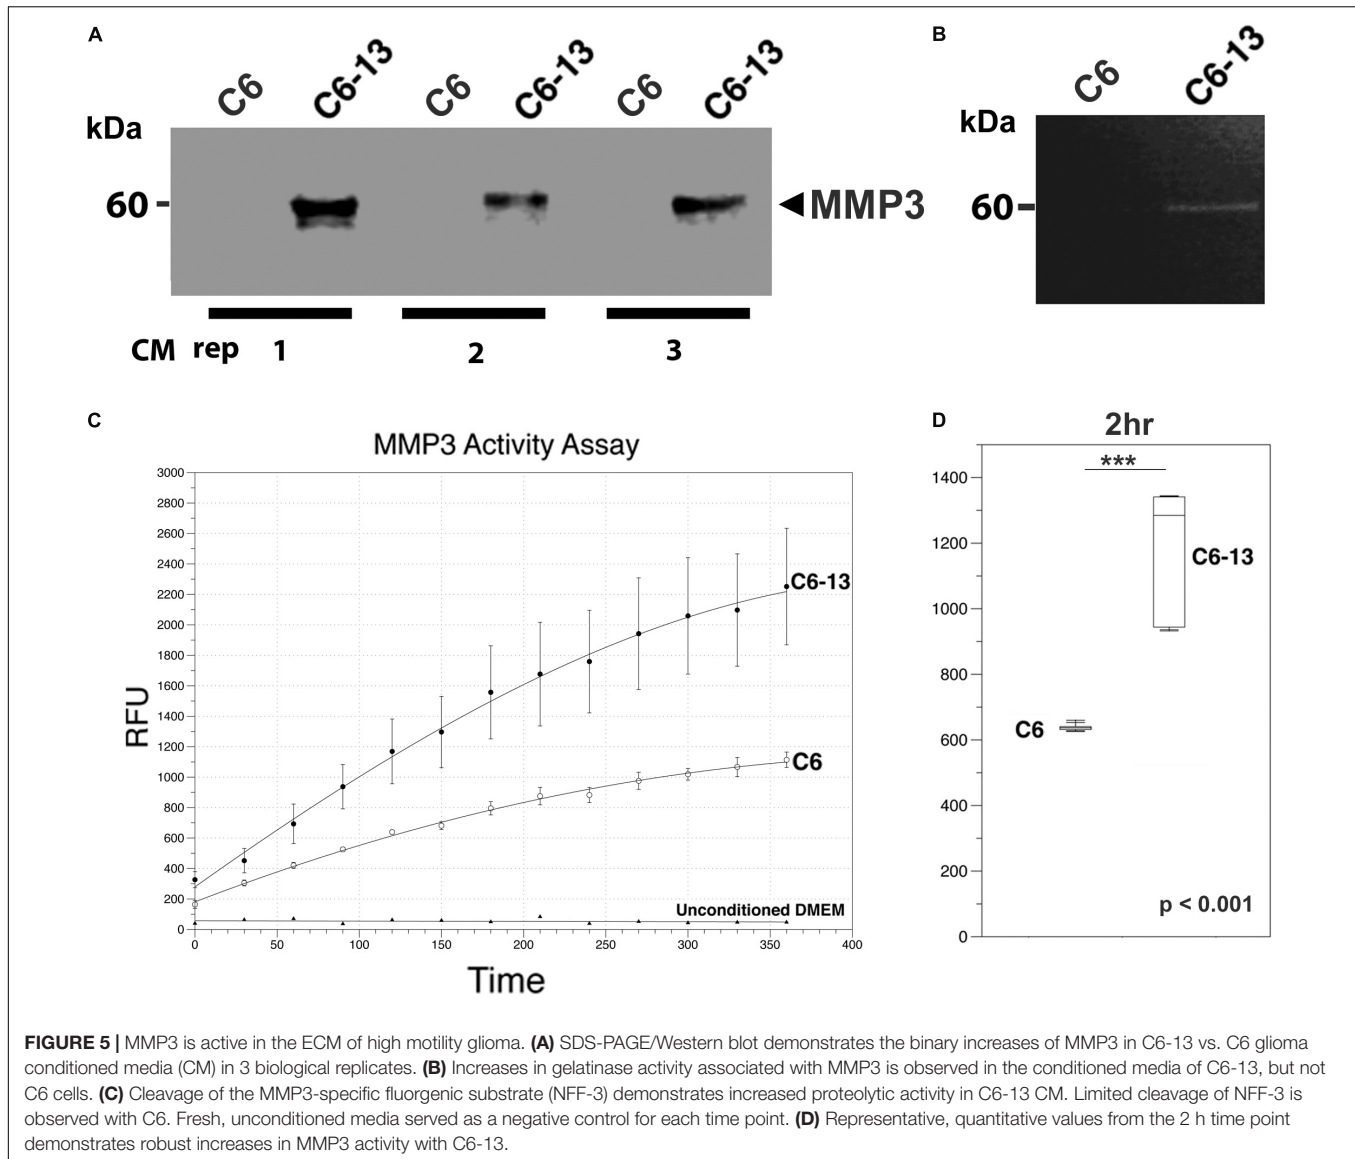 A
C6 C6-13 C6 C6-13 C6 C6-13
kDa
60
MMP3
CM rep 1 2 3
B
C6 C6-13
kDa
60
C
MMP3 Activity Assay
3000
2800
2600
2400
2200
2000
1800
1600
1400
1200
1000
800
600
400
200
0
RFU
C6-13
C6
Unconditioned DMEM
0 50 100 150 200 250 300 350 400
Time
D
2hr
***
1400
1200
1000
800
600
400
200
0
C6-13
C6
p < 0.001
FIGURE 5 | MMP3 is active in the ECM of high motility glioma. (A) SDS-PAGE/Western blot demonstrates the binary increases of MMP3 in C6-13 vs. C6 glioma
conditioned media (CM) in 3 biological replicates. (B) Increases in gelatinase activity associated with MMP3 is observed in the conditioned media of C6-13, but not
C6 cells. (C) Cleavage of the MMP3-specific fluorgenic substrate (NFF-3) demonstrates increased proteolytic activity in C6-13 CM. Limited cleavage of NFF-3 is
observed with C6. Fresh, unconditioned media served as a negative control for each time point. (D) Representative, quantitative values from the 2 h time point
demonstrates robust increases in MMP3 activity with C6-13.